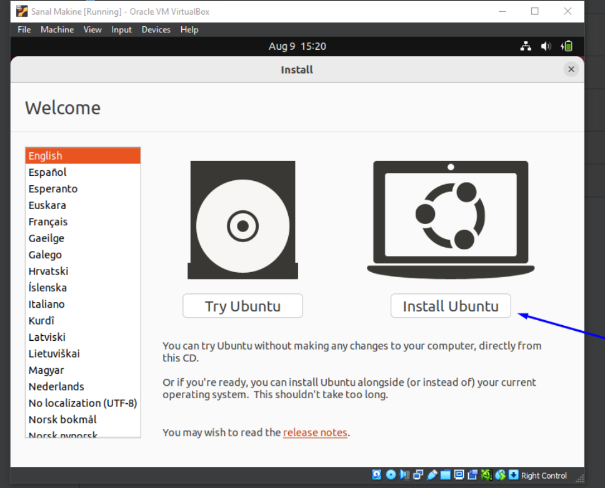 Sanal Makine [Running] - Oracle VM VirtualBox
File Machine View Input Devices Help
Aug 9 15:20
Install
Welcome
English
Español
Esperanto
Euskara
Français
Gaeilge
Galego
Hrvatski
Íslenska
Italiano
Kurdî
Latviski
Lietuviškai
Magyar
Nederlands
No localization (UTF-8)
Norsk bokmål
Norsk nynorsk
Try Ubuntu
Install Ubuntu
You can try Ubuntu without making any changes to your computer, directly from
this CD.
Or if you're ready, you can install Ubuntu alongside (or instead of) your current
operating system. This shouldn't take too long.
You may wish to read the release notes.
Right Control